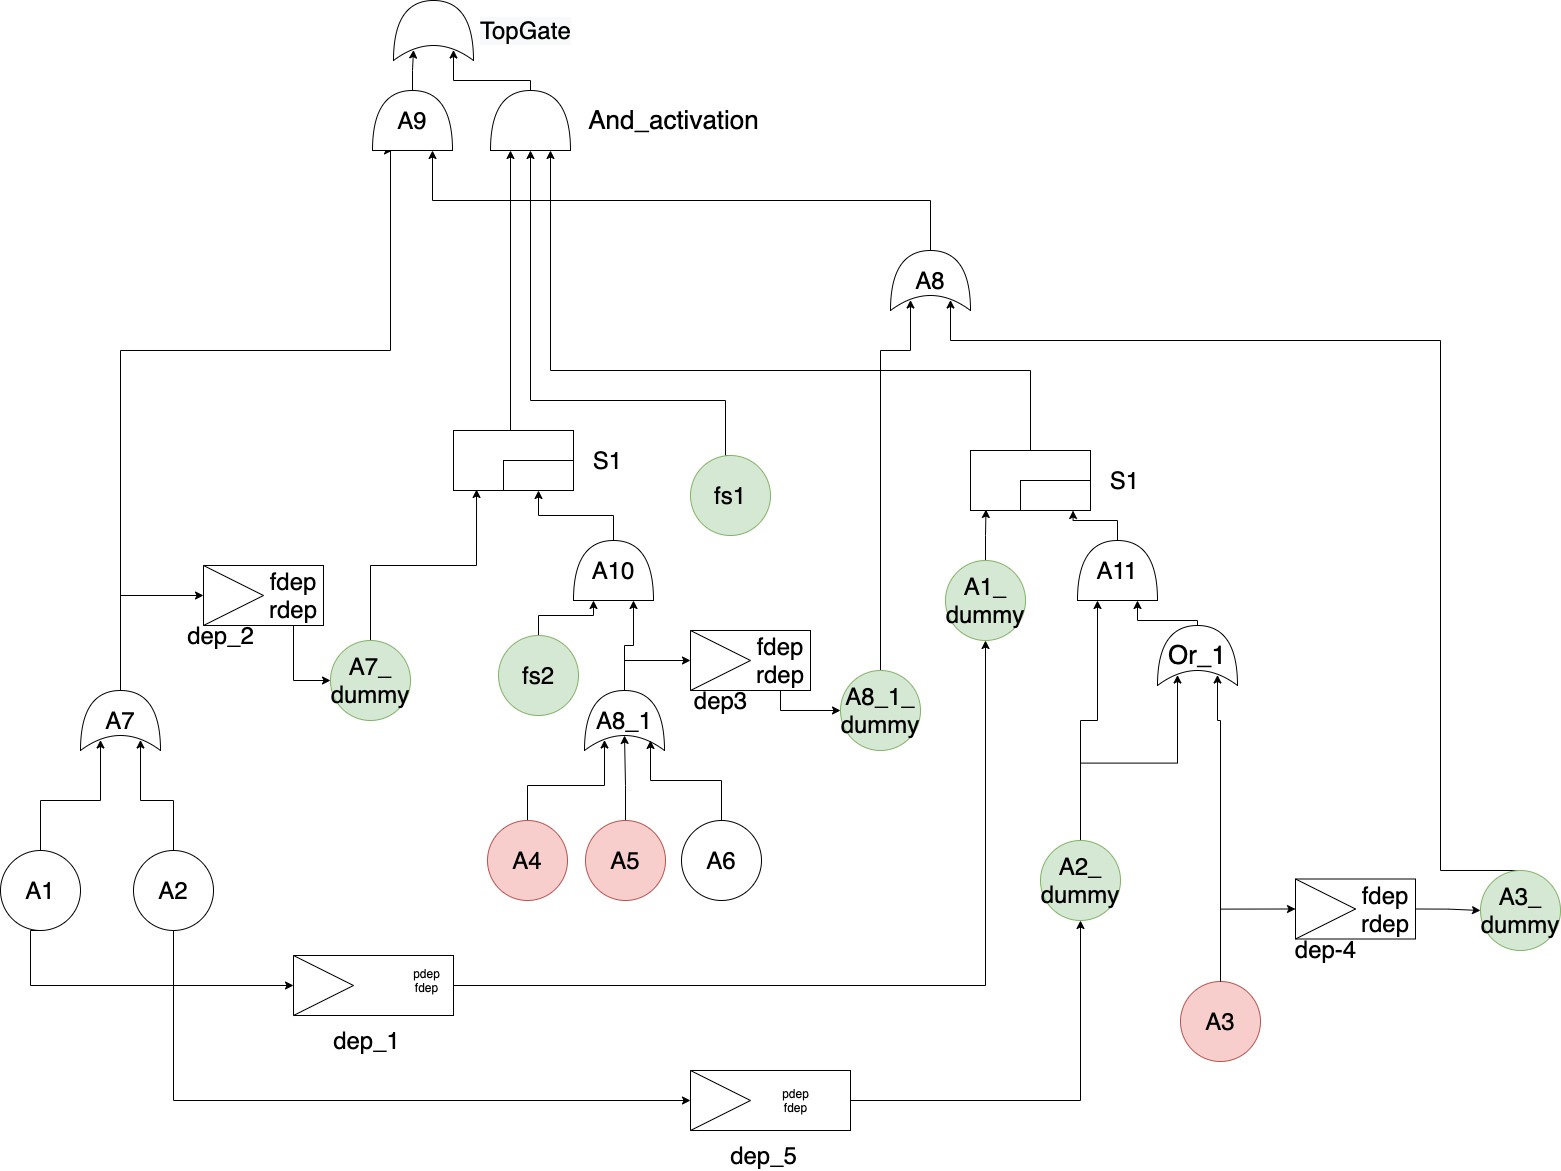 TopGate
A9
And_activation
A8
S1
S1
fs1
fdep
rdep
dep_2
A10
A1_
dummy
A11
A7_
dummy
fs2
fdep
rdep
dep3
Or_1
A7
A8_1
A8_1_
dummy
A1
A2
A4
A5
A6
A2_
dummy
fdep
rdep
dep-4
A3_
dummy
pdep
fdep
dep_1
A3
pdep
fdep
dep_5